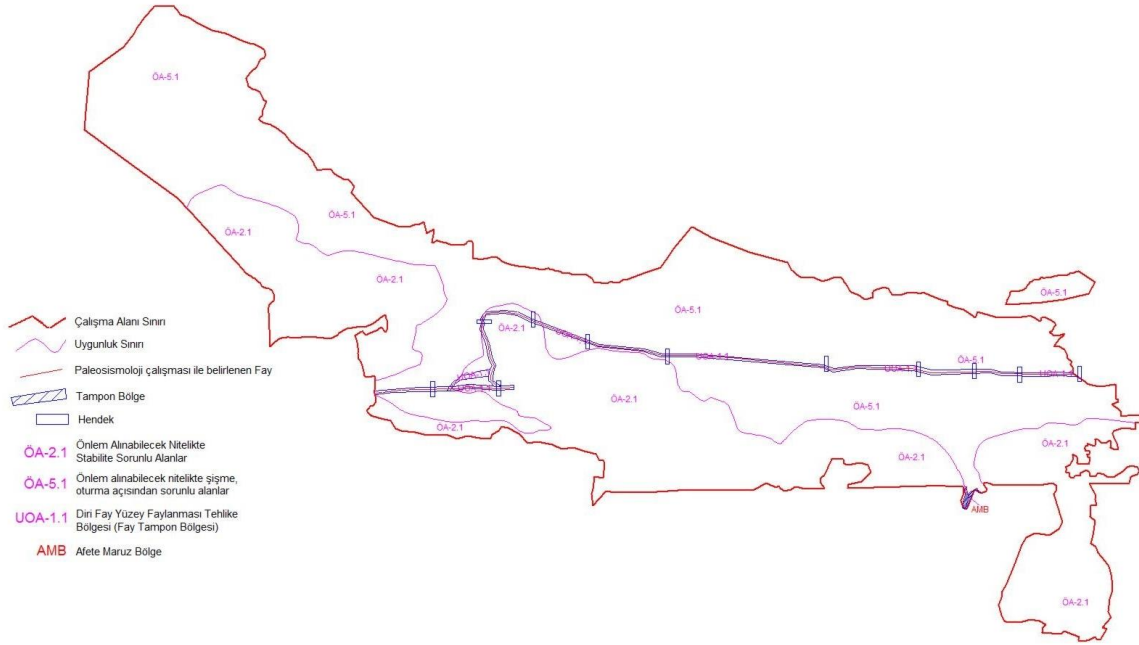 ÖA-5.1
ÖA-5.1
ÖA-2.1
ÖA-2.1
ÖA-5.1
ÖA-5.1
ÖA-2.1
ÖA-5.1
ÖA-2.1
ÖA-5.1
ÖA-2.1
ÖA-2.1
ÖA-2.1
AMB
ÖA-2.1
Çalışma Alanı Sınırı
Uygunluk Sınırı
Paleosismoloji çalışması ile belirlenen Fay
Tampon Bölge
Hendek
ÖA-2.1 Önlem Alınabilecek Nitelikte
Stabilite Sorunlu Alanlar
ÖA-5.1 Önlem alınabilecek nitelikte şişme,
oturma açısından sorunlu alanlar
UOA-1.1 Diri Fay Yüzey Faylanması Tehlike
Bölgesi (Fay Tampon Bölgesi)
AMB Afete Maruz Bölge